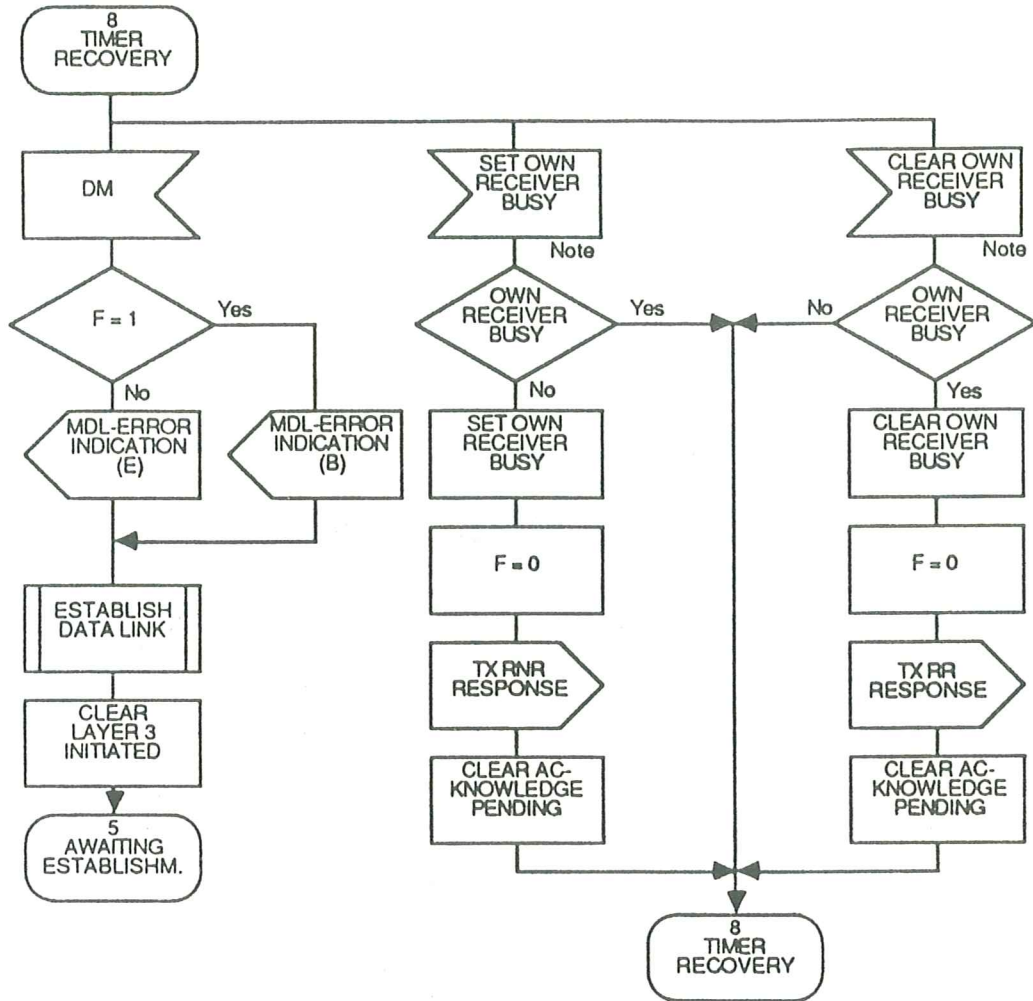 8
TIMER
RECOVERY
DM
SET OWN
RECEIVER
BUSY
CLEAR OWN
RECEIVER
BUSY
Note
Note
F = 1
Yes
No
OWN
RECEIVER
BUSY
Yes
No
No
OWN
RECEIVER
BUSY
Yes
MDL-ERROR
INDICATION
(E)
MDL-ERROR
INDICATION
(B)
SET OWN
RECEIVER
BUSY
CLEAR OWN
RECEIVER
BUSY
F = 0
F = 0
ESTABLISH
DATA LINK
TX RNR
RESPONSE
TX RR
RESPONSE
CLEAR
LAYER 3
INITIATED
CLEAR AC-
KNOWLEDGE
PENDING
CLEAR AC-
KNOWLEDGE
PENDING
5
AWAITING
ESTABLISHM.
8
TIMER
RECOVERY